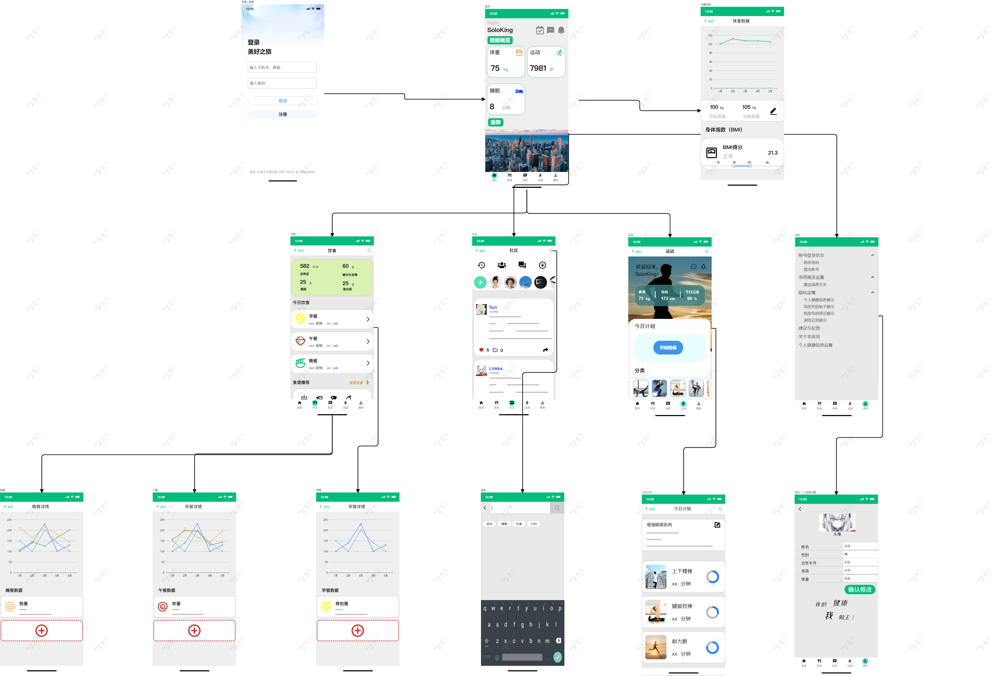 页面1-登录
12:00
登录
美好之旅
输入手机号、邮箱
输入密码
登录
注册
登录/注册表示您同意《用户协议》和《隐私政策》
首页
12:00
Hello,
SoloKing
数据概览
体重
运动
75 kg
7981 步
睡眠
8 小时
推荐
首页 饮食 社区 运动 我的
体重数据
12:00
返回 体重数据
120
100
80
60
40
20
0
1月 2月 3月 4月 5月
100 kg 105 kg
目标体重 当前体重
身体指数（BMI）
BMI得分
正常
21.3
15 18 25 30
饮食
12:00
返回 饮食
582 kcal 60 g
总热量 碳水化合物
25 g 25 g
脂肪 蛋白质
今日饮食
早餐
xxx 食物 xx cal.
午餐
xxx 食物 xx cal.
晚餐
xxx 食物 xx cal.
食谱推荐 查看全部
首页 饮食 社区 运动 我的
社区
12:00
返回 社区
Sun
1分钟前
5 0
Linkka
5分钟前
首页 饮食 社区 运动 我的
运动
12:00
返回 运动
欢迎回来，
SoloKing！
体重 身高 今日完成
75 kg 172 cm 60 %
今日计划
开始锻炼
分类
首页 饮食 社区 运动 我的
我的
12:00
账号登录状态
修改密码
登出账号
系统推送设置
推送消息开关
隐私设置
个人健康信息展示
我发布的帖子展示
我发布的评论展示
浏览记录展示
建议与反馈
关于本应用
个人健康信息设置
首页 饮食 社区 运动 我的
晚餐
12:00
返回 晚餐详情
250
200
150
100
50
0
1月 2月 3月 4月 5月
晚餐数据
煎蛋
午餐
12:00
返回 早餐详情
250
200
150
100
50
0
1月 2月 3月 4月 5月
午餐数据
炸蛋
早餐
12:00
返回 早餐详情
250
200
150
100
50
0
1月 2月 3月 4月 5月
早餐数据
荷包蛋
搜索
12:00
运动 健康 饮食 计划
1 2 3 4 5 6 7 8 9 0
q w e r t y u i o p
a s d f g h j k l
z x c v b n m
?123 @ .
今日计划
12:00
返回 今日计划
增强腿部肌肉
上下楼梯
xx 分钟
腿部拉伸
xx 分钟
耐力跑
xx 分钟
我的-个人信息设置
12:00
头像
姓名 选填
性别 男
出生年月 选填
身高 必填
体重 必填
确认修改
我的 健康
我 做主！
首页 饮食 社区 运动 我的
墨刀